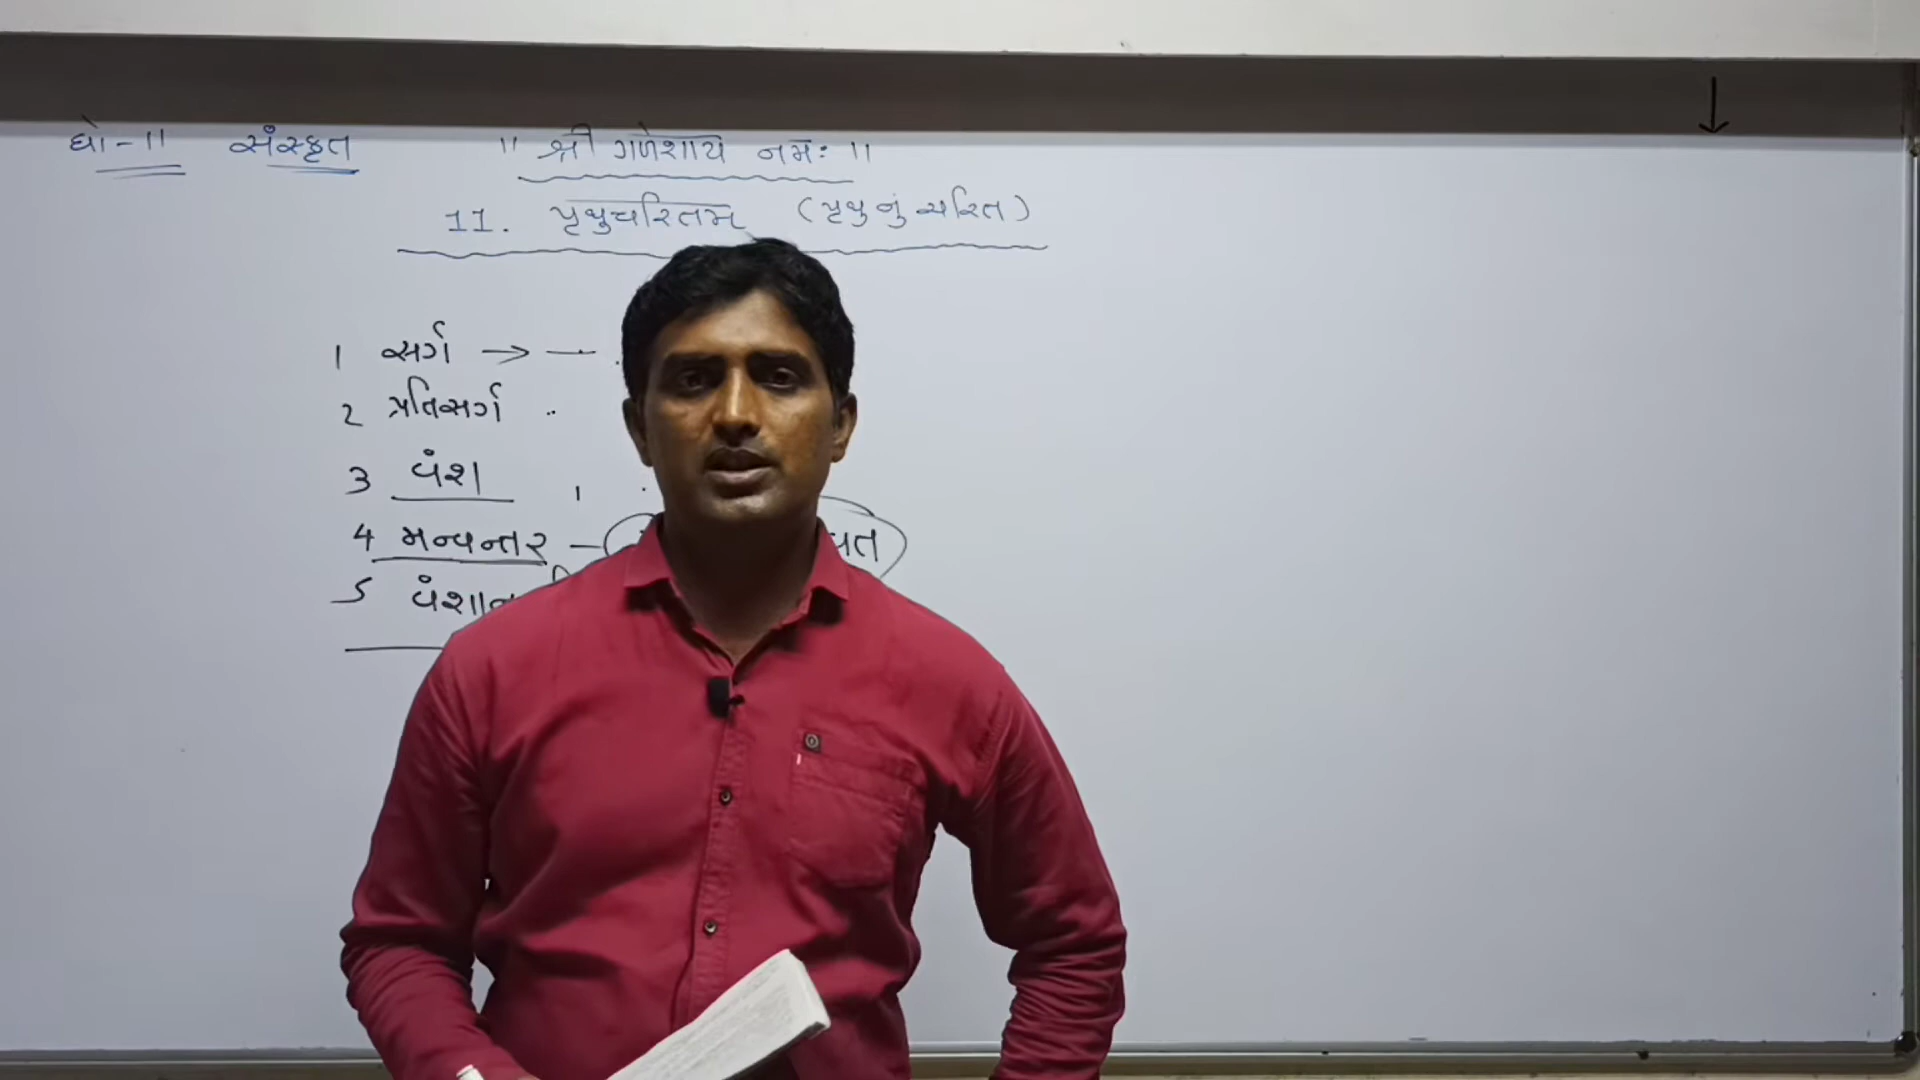 ધો-11 સંસ્કૃત "શ્રી ગણેશાય નમઃ"
11. પૃથુચરિતમ્ (પૃથુનું ચરિત)
1 સર્ગ →
2 પ્રતિસર્ગ
3 વંશ
4 મન્વન્તર –
5